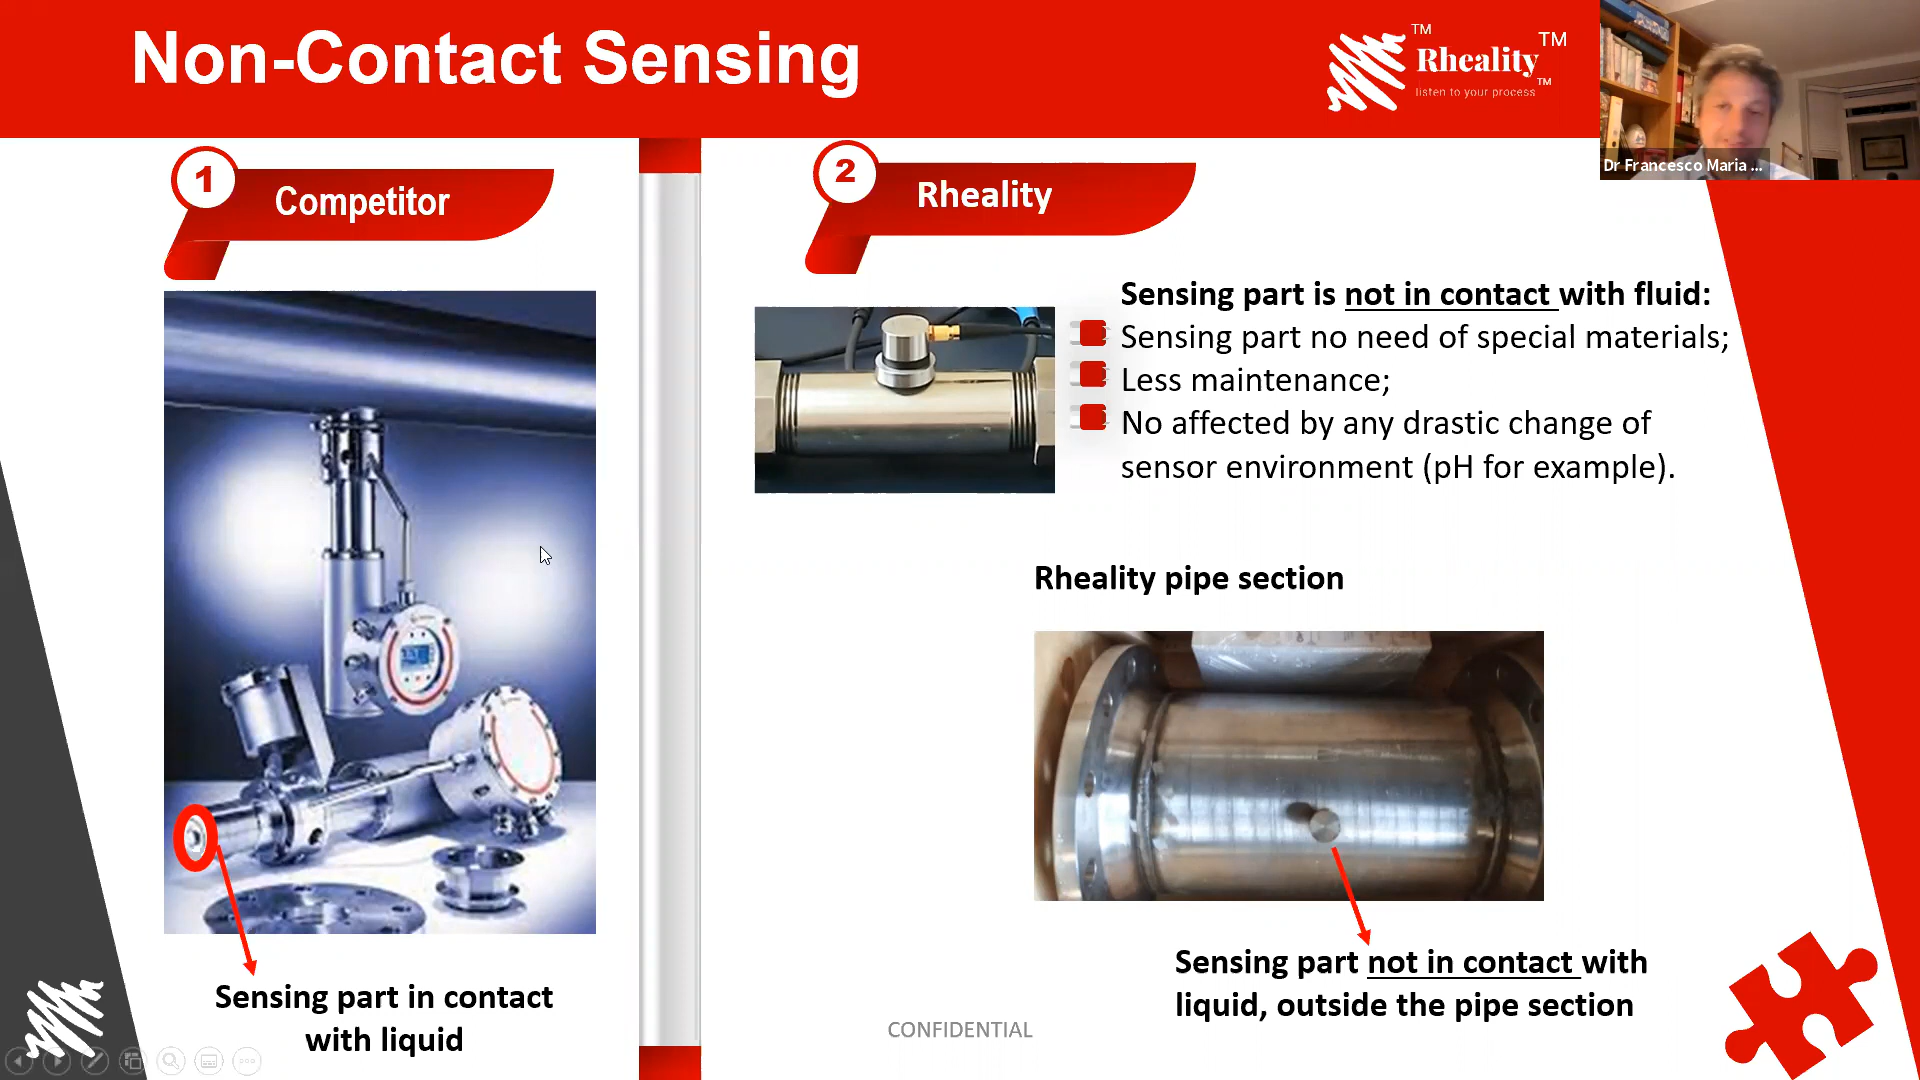 Non-Contact Sensing
TM
Rheality
TM
TM
listen to your process
Dr Francesco Maria ...
1
Competitor
2
Rheality
Sensing part is not in contact with fluid:
Sensing part no need of special materials;
Less maintenance;
No affected by any drastic change of
sensor environment (pH for example).
Rheality pipe section
Sensing part in contact
with liquid
Sensing part not in contact with
liquid, outside the pipe section
CONFIDENTIAL